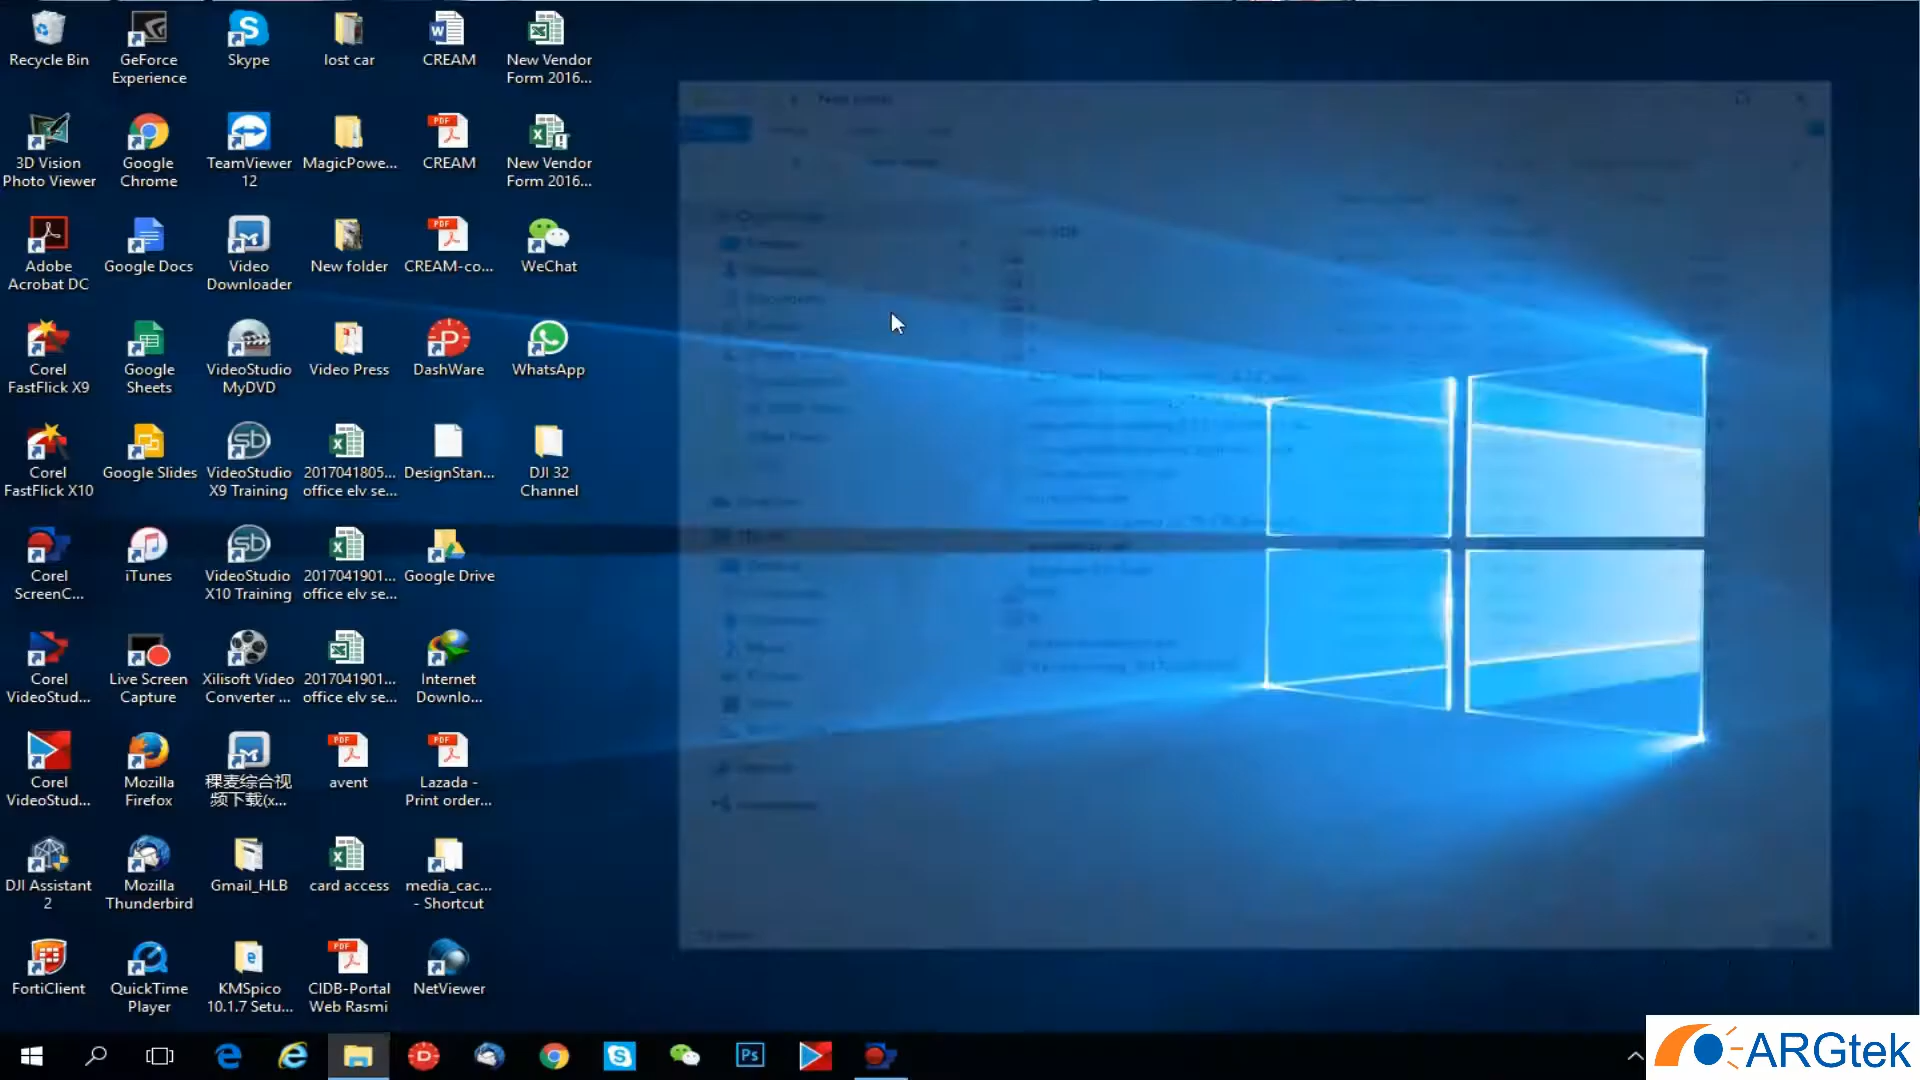 Recycle Bin
GeForce
Experience
Skype
lost car
CREAM
New Vendor
Form 2016...
3D Vision
Photo Viewer
Google
Chrome
TeamViewer
12
MagicPowe...
CREAM
New Vendor
Form 2016...
Adobe
Acrobat DC
Google Docs
Video
Downloader
New folder
CREAM-co...
WeChat
Corel
FastFlick X9
Google
Sheets
VideoStudio
MyDVD
Video Press
DashWare
WhatsApp
Corel
FastFlick X10
Google Slides
VideoStudio
X9 Training
2017041805...
office elv se...
DesignStan...
DJI 32
Channel
Corel
ScreenC...
iTunes
VideoStudio
X10 Training
2017041901...
office elv se...
Google Drive
Corel
VideoStud...
Live Screen
Capture
Xilisoft Video
Converter ...
2017041901...
office elv se...
Internet
Downlo...
Corel
VideoStud...
Mozilla
Firefox
稞麦综合视
频下载(x...
avent
Lazada -
Print order...
DJI Assistant
2
Mozilla
Thunderbird
Gmail_HLB
card access
media_cac...
- Shortcut
FortiClient
QuickTime
Player
KMSpico
10.1.7 Setu...
CIDB-Portal
Web Rasmi
NetViewer
ARGtek